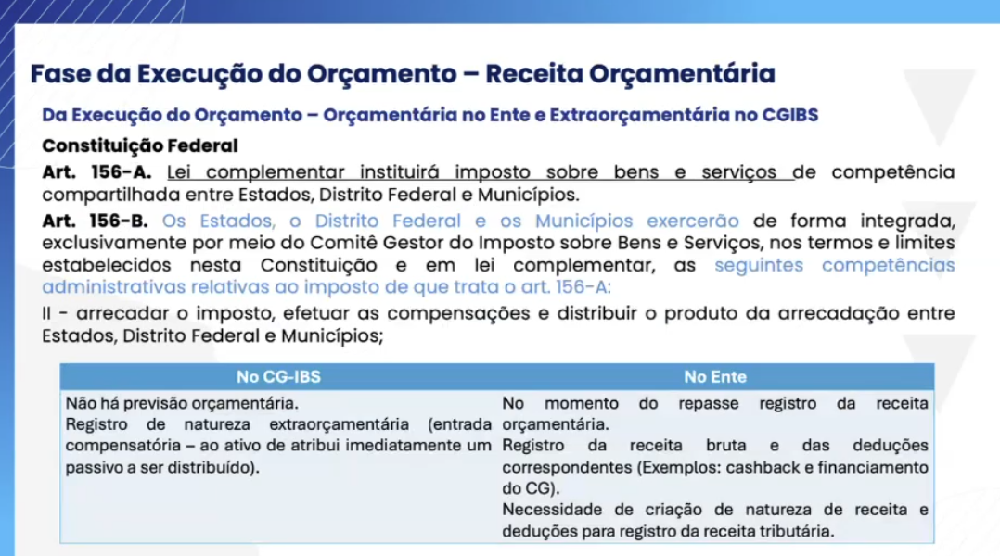 Fase da Execução do Orçamento – Receita Orçamentária
Da Execução do Orçamento – Orçamentária no Ente e Extraorçamentária no CGIBS
Constituição Federal
Art. 156-A. Lei complementar instituirá imposto sobre bens e serviços de competência
compartilhada entre Estados, Distrito Federal e Municípios.
Art. 156-B. Os Estados, o Distrito Federal e os Municípios exercerão de forma integrada,
exclusivamente por meio do Comitê Gestor do Imposto sobre Bens e Serviços, nos termos e limites
estabelecidos nesta Constituição e em lei complementar, as seguintes competências
administrativas relativas ao imposto de que trata o art. 156-A:
II - arrecadar o imposto, efetuar as compensações e distribuir o produto da arrecadação entre
Estados, Distrito Federal e Municípios;
No CG-IBS
Não há previsão orçamentária.
Registro de natureza extraorçamentária (entrada
compensatória – ao ativo de atribui imediatamente um
passivo a ser distribuído).
No Ente
No momento do repasse registro da receita
orçamentária.
Registro da receita bruta e das deduções
correspondentes (Exemplos: cashback e financiamento
do CG).
Necessidade de criação de natureza de receita e
deduções para registro da receita tributária.